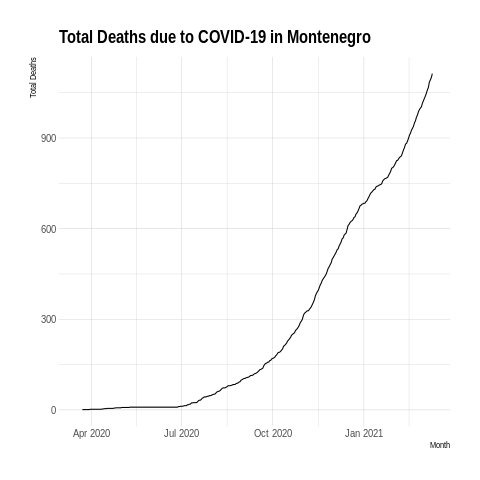 Total Deaths due to COVID-19 in Montenegro
Total Deaths
900
600
300
0
Apr 2020 Jul 2020 Oct 2020 Jan 2021
Month